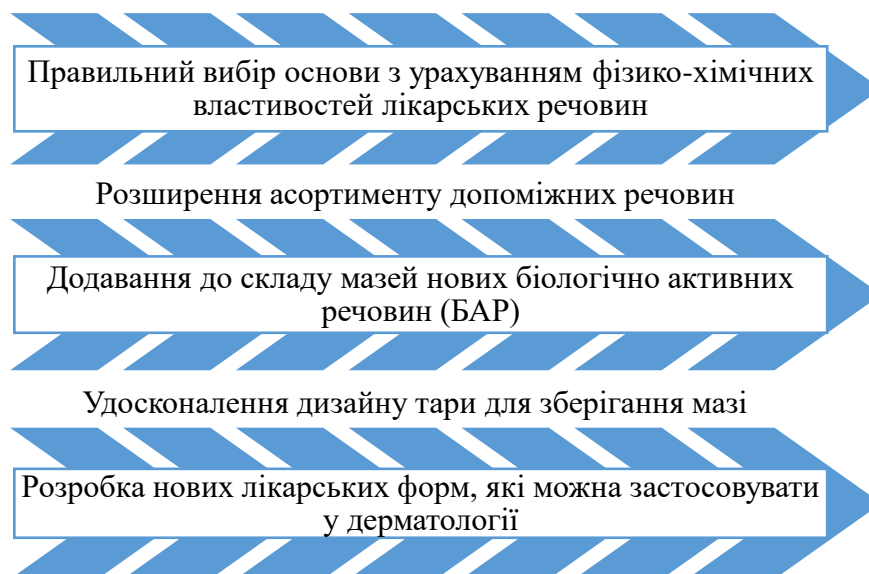 Правильний вибір основи з урахуванням фізико-хімічних
властивостей лікарських речовин
Розширення асортименту допоміжних речовин
Додавання до складу мазей нових біологічно активних
речовин (БАР)
Удосконалення дизайну тари для зберігання мазі
Розробка нових лікарських форм, які можна застосовувати
у дерматології